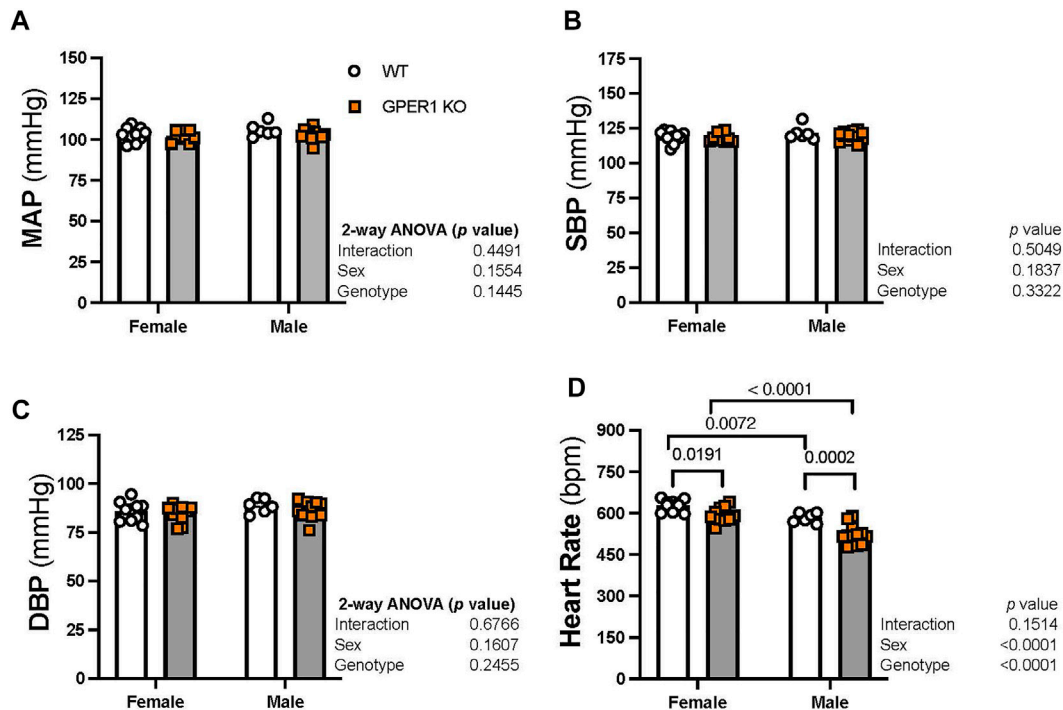 A
MAP (mmHg)
150
125
100
75
50
25
0
WT
GPER1 KO
2-way ANOVA (p value)
Interaction 0.4491
Sex 0.1554
Genotype 0.1445
Female Male
B
SBP (mmHg)
175
150
125
100
75
50
25
0
p value
Interaction 0.5049
Sex 0.1837
Genotype 0.3322
Female Male
C
DBP (mmHg)
125
100
75
50
25
0
2-way ANOVA (p value)
Interaction 0.6766
Sex 0.1607
Genotype 0.2455
Female Male
D
Heart Rate (bpm)
900
750
600
450
300
150
0
< 0.0001
0.0072
0.0191 0.0002
p value
Interaction 0.1514
Sex <0.0001
Genotype <0.0001
Female Male